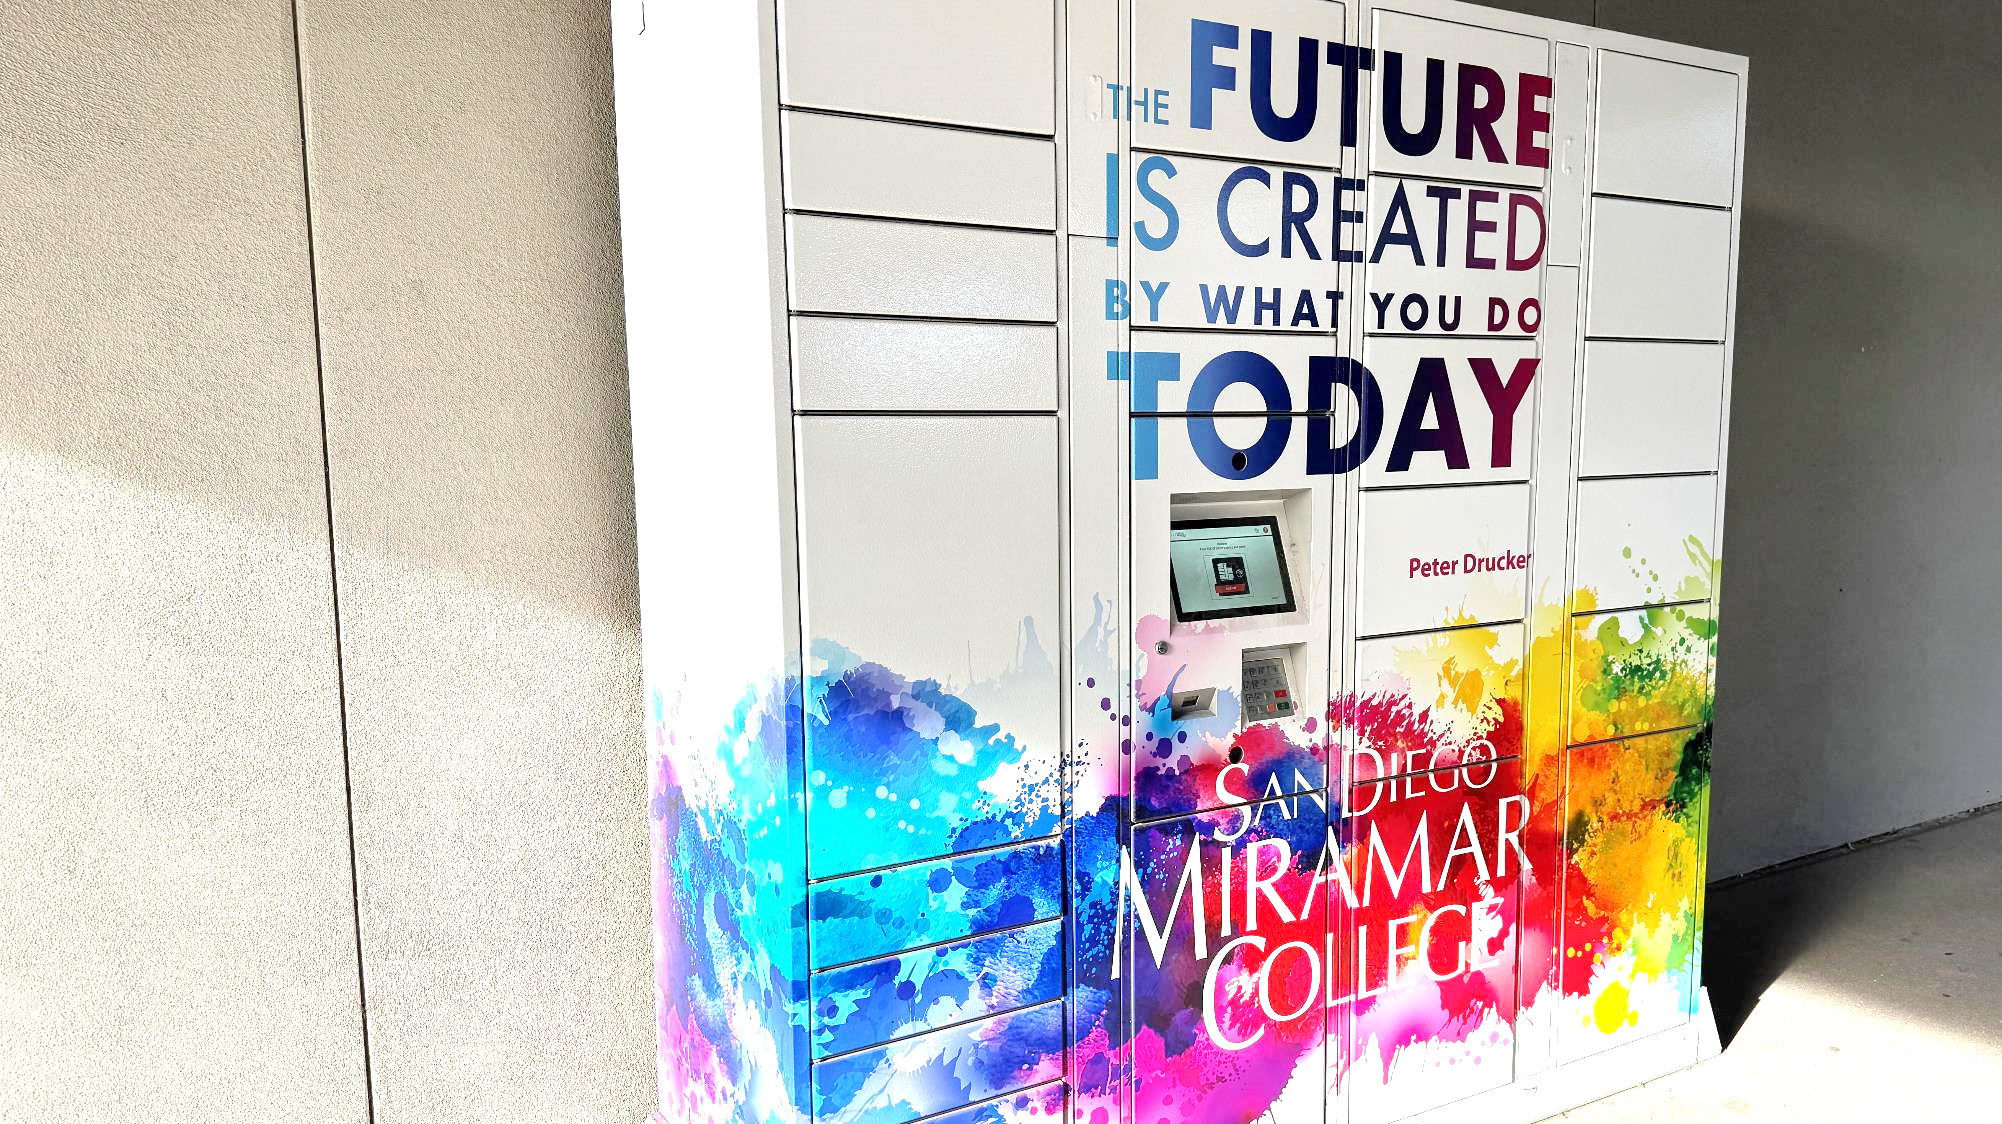 THE FUTURE
IS CREATED
BY WHAT YOU DO
TODAY
Peter Drucker
SAN DIEGO
MIRAMAR
COLLEGE